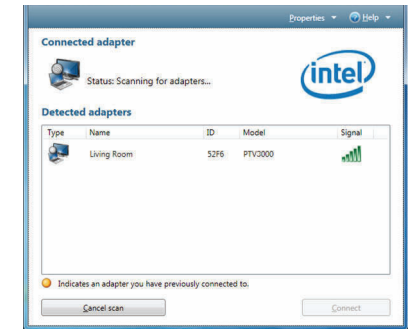 Properties Help
Connected adapter
Status: Scanning for adapters...
intel
Detected adapters
Type Name ID Model Signal
Living Room 52F6 PTV3000
Indicates an adapter you have previously connected to.
Cancel scan Connect